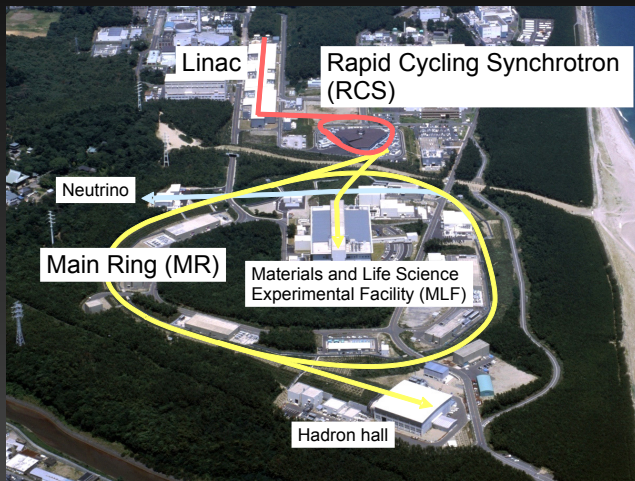 Linac
Rapid Cycling Synchrotron
(RCS)
Neutrino
Main Ring (MR)
Materials and Life Science
Experimental Facility (MLF)
Hadron hall